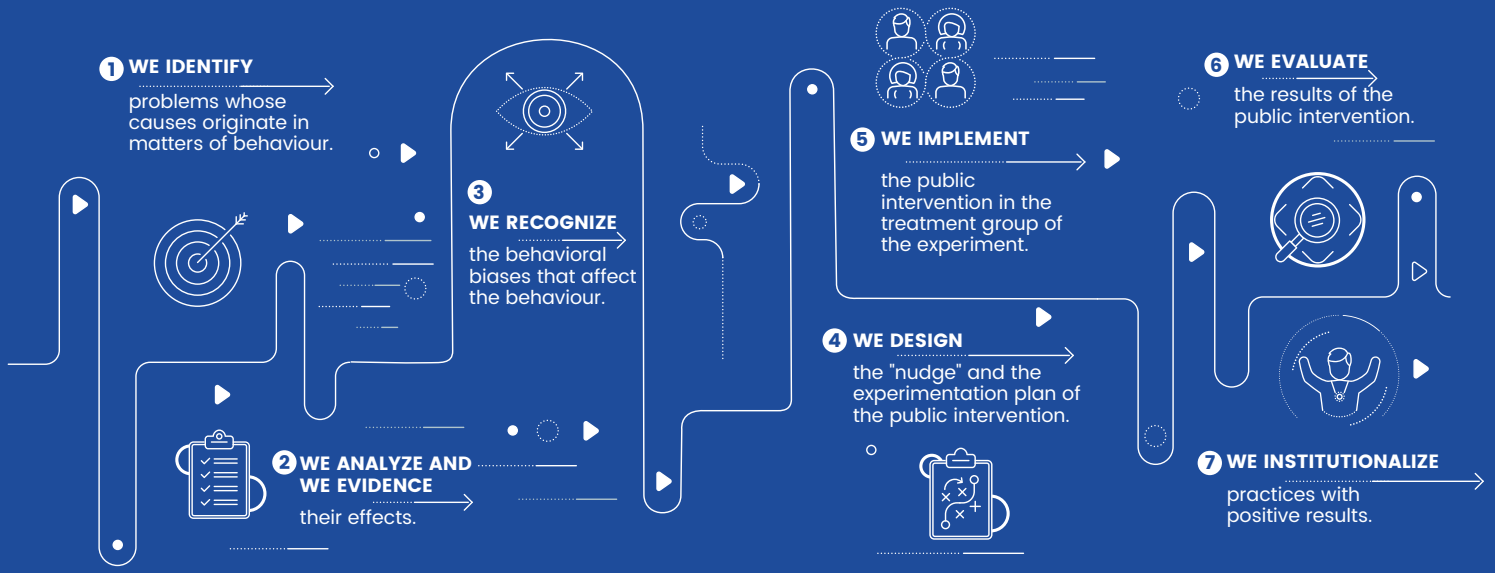 1 WE IDENTIFY
problems whose
causes originate in
matters of behaviour.
2 WE ANALYZE AND
WE EVIDENCE
their effects.
3
WE RECOGNIZE
the behavioral
biases that affect
the behaviour.
4 WE DESIGN
the "nudge" and the
experimentation plan of
the public intervention.
5 WE IMPLEMENT
the public
intervention in the
treatment group of
the experiment.
6 WE EVALUATE
the results of the
public intervention.
7 WE INSTITUTIONALIZE
practices with
positive results.